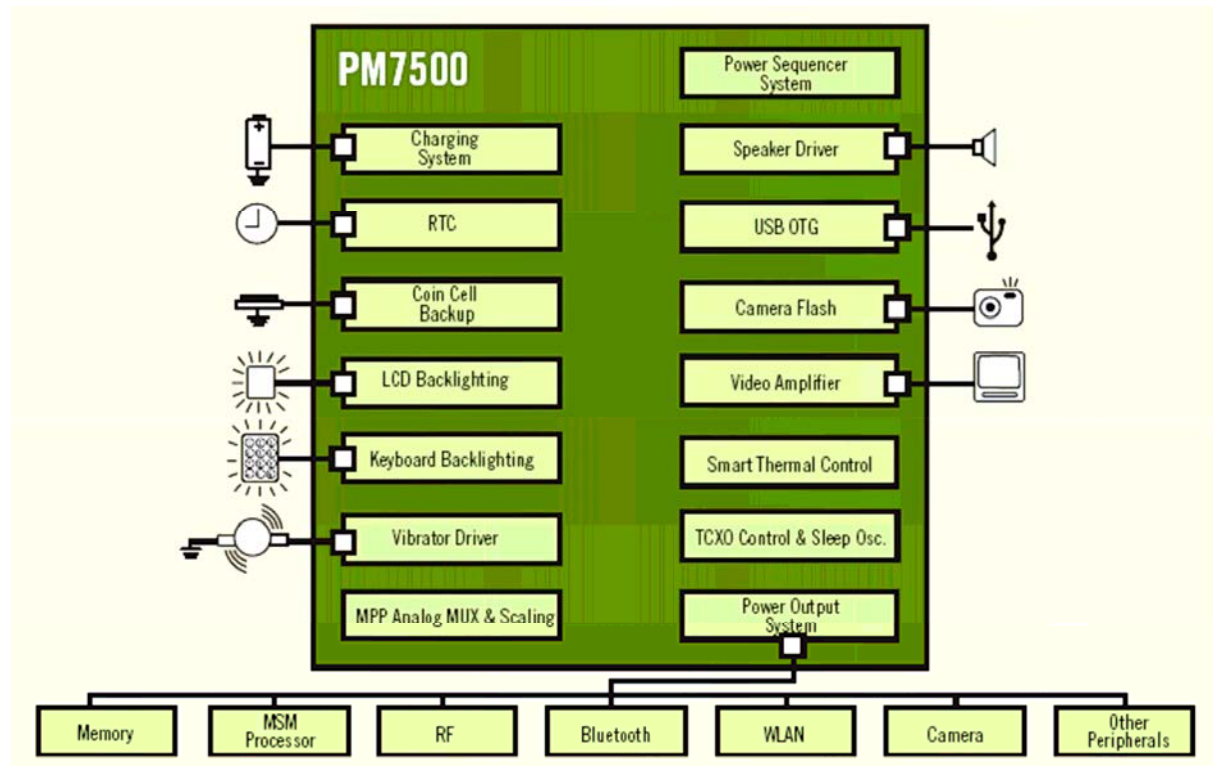 PM7500
Power Sequencer
System
Charging
System
Speaker Driver
RTC
USB OTG
Coin Cell
Backup
Camera Flash
LCD Backlighting
Video Amplifier
Keyboard Backlighting
Smart Thermal Control
Vibrator Driver
TCXO Control & Sleep Osc.
MPP Analog MUX & Scaling
Power Output
System
Memory
MSM
Processor
RF
Bluetooth
WLAN
Camera
Other
Peripherals